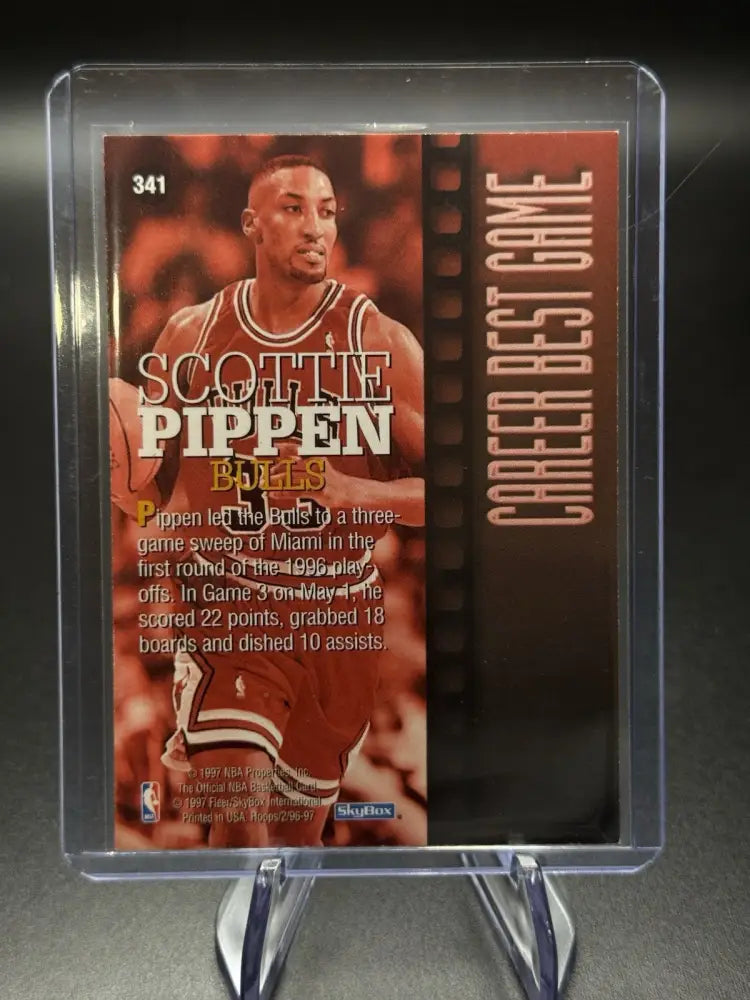 341
CAREER BEST GAME
SCOTTIE
PIPPEN
BULLS
Pippen led the Bulls to a three-
game sweep of Miami in the
first round of the 1996 play-
offs. In Game 3 on May 1, he
scored 22 points, grabbed 18
boards and dished 10 assists.
© 1997 NBA Properties, Inc.
The Official NBA Basketball Card
© 1997 Fleer/SkyBox International
Printed in USA Hoops/2/96-97
SkyBox